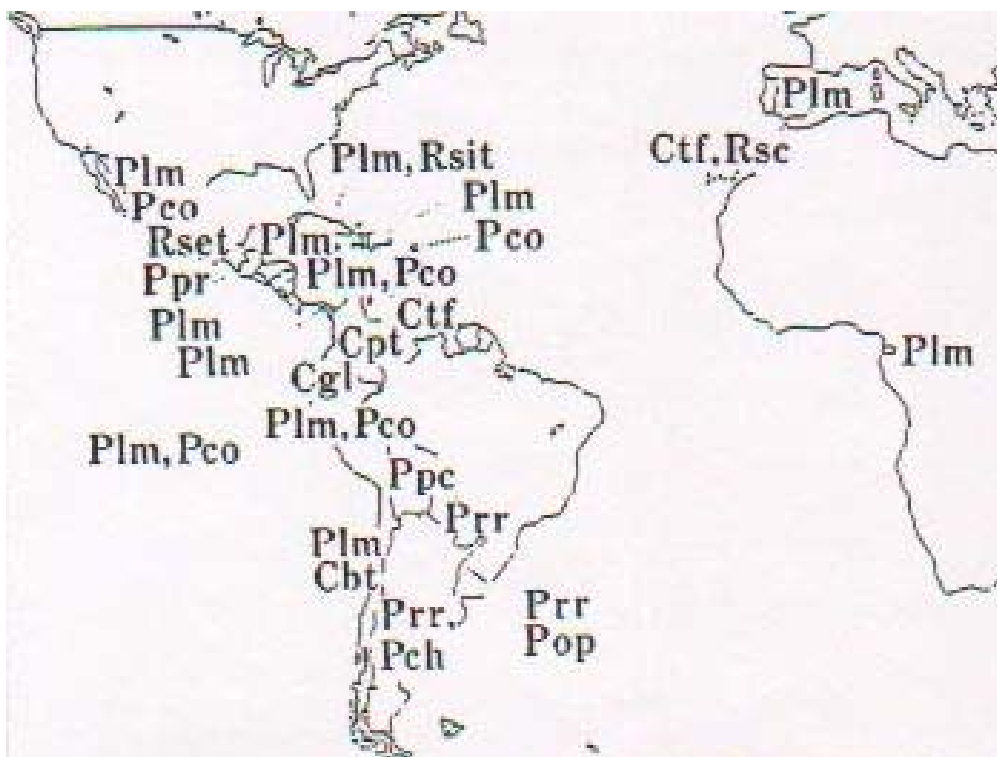 Plm
Ctf, Rsc
Plm, Rsit
Plm
Pco
Plm
Rset
Plm
Pco
Ppr
Plm, Pco
Plm
Ctf
Plm
Cpt
Plm
Cgl
Plm, Pco
Plm, Pco
Ppc
Prr
Plm
Cbt
Prr,
Pch
Prr
Pop